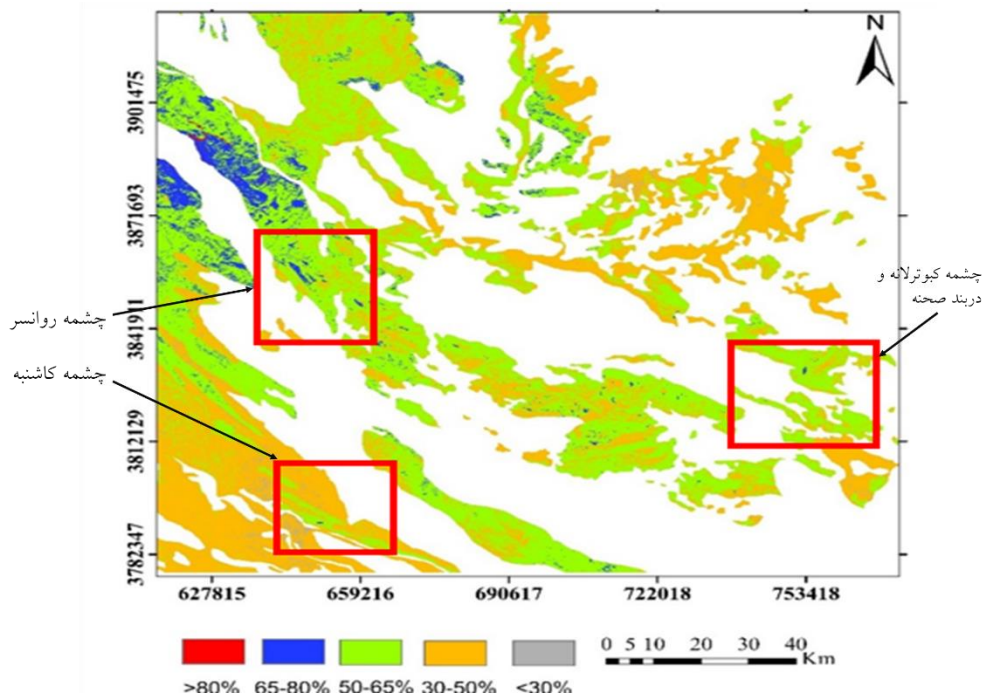 N
3901475
3871693
3841911
3812129
3782347
چشمه روانسر
چشمه کاشنبه
چشمه کبوترلانه و
دربند صحنه
627815 659216 690617 722018 753418
0 5 10 20 30 40
Km
>80% 65-80% 50-65% 30-50% <30%